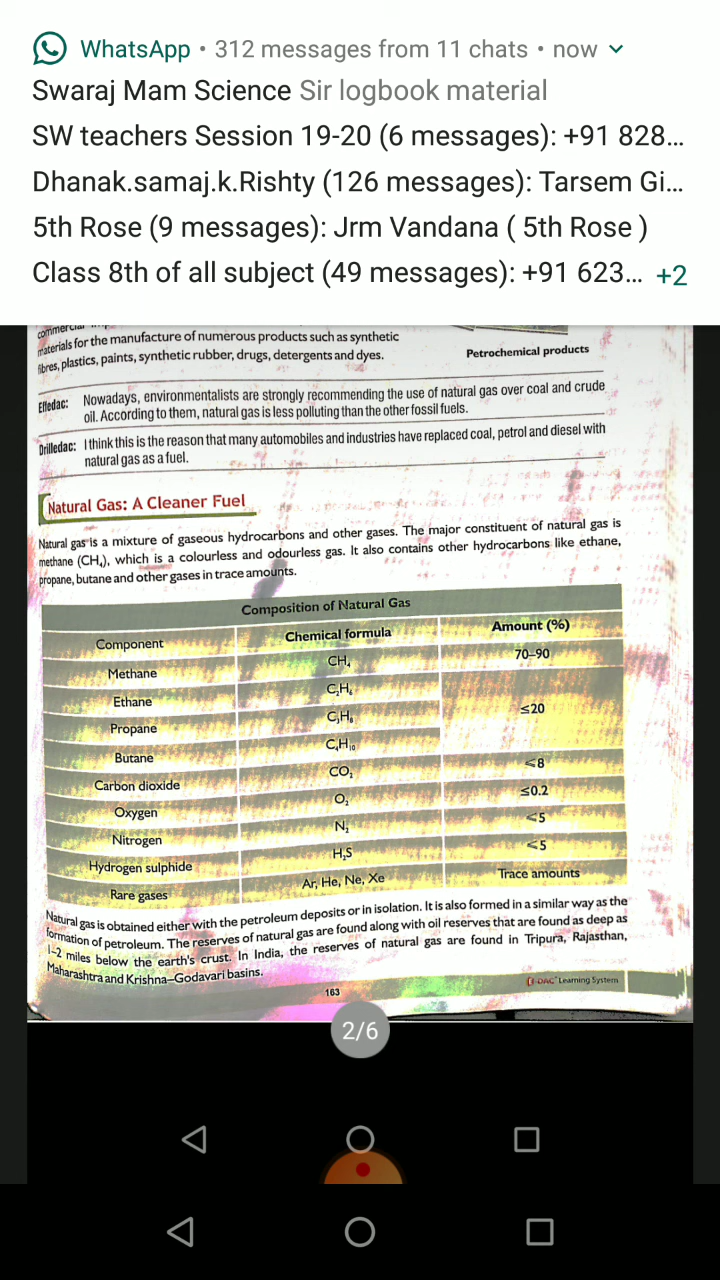 WhatsApp • 312 messages from 11 chats • now
Swaraj Mam Science Sir logbook material
SW teachers Session 19-20 (6 messages): +91 828...
Dhanak.samaj.k.Rishty (126 messages): Tarsem Gi...
5th Rose (9 messages): Jrm Vandana ( 5th Rose )
Class 8th of all subject (49 messages): +91 623... +2
materials for the manufacture of numerous products such as synthetic
fibres, plastics, paints, synthetic rubber, drugs, detergents and dyes.
Petrochemical products
Effedac: Nowadays, environmentalists are strongly recommending the use of natural gas over coal and crude
oil. According to them, natural gas is less polluting than the other fossil fuels.
Drilledac: I think this is the reason that many automobiles and industries have replaced coal, petrol and diesel with
natural gas as a fuel.
Natural Gas: A Cleaner Fuel
Natural gas is a mixture of gaseous hydrocarbons and other gases. The major constituent of natural gas is
methane (CH₄), which is a colourless and odourless gas. It also contains other hydrocarbons like ethane,
propane, butane and other gases in trace amounts.
Composition of Natural Gas
Component Chemical formula Amount (%)
Methane CH₄ 70–90
Ethane C₂H₆
Propane C₃H₈ ≤20
Butane C₄H₁₀
Carbon dioxide CO₂ ≤8
Oxygen O₂ ≤0.2
Nitrogen N₂ ≤5
Hydrogen sulphide H₂S ≤5
Rare gases Ar, He, Ne, Xe Trace amounts
Natural gas is obtained either with the petroleum deposits or in isolation. It is also formed in a similar way as the
formation of petroleum. The reserves of natural gas are found along with oil reserves that are found as deep as
1–2 miles below the earth's crust. In India, the reserves of natural gas are found in Tripura, Rajasthan,
Maharashtra and Krishna–Godavari basins.
163
DAC Learning System
2/6